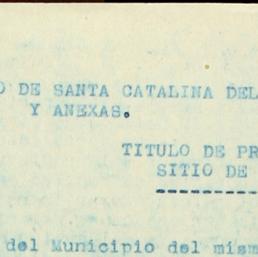 O DE SANTA CATALINA DEL
Y ANEXAS.
TITULO DE PR
SITIO DE
----------
del Municipio del mism